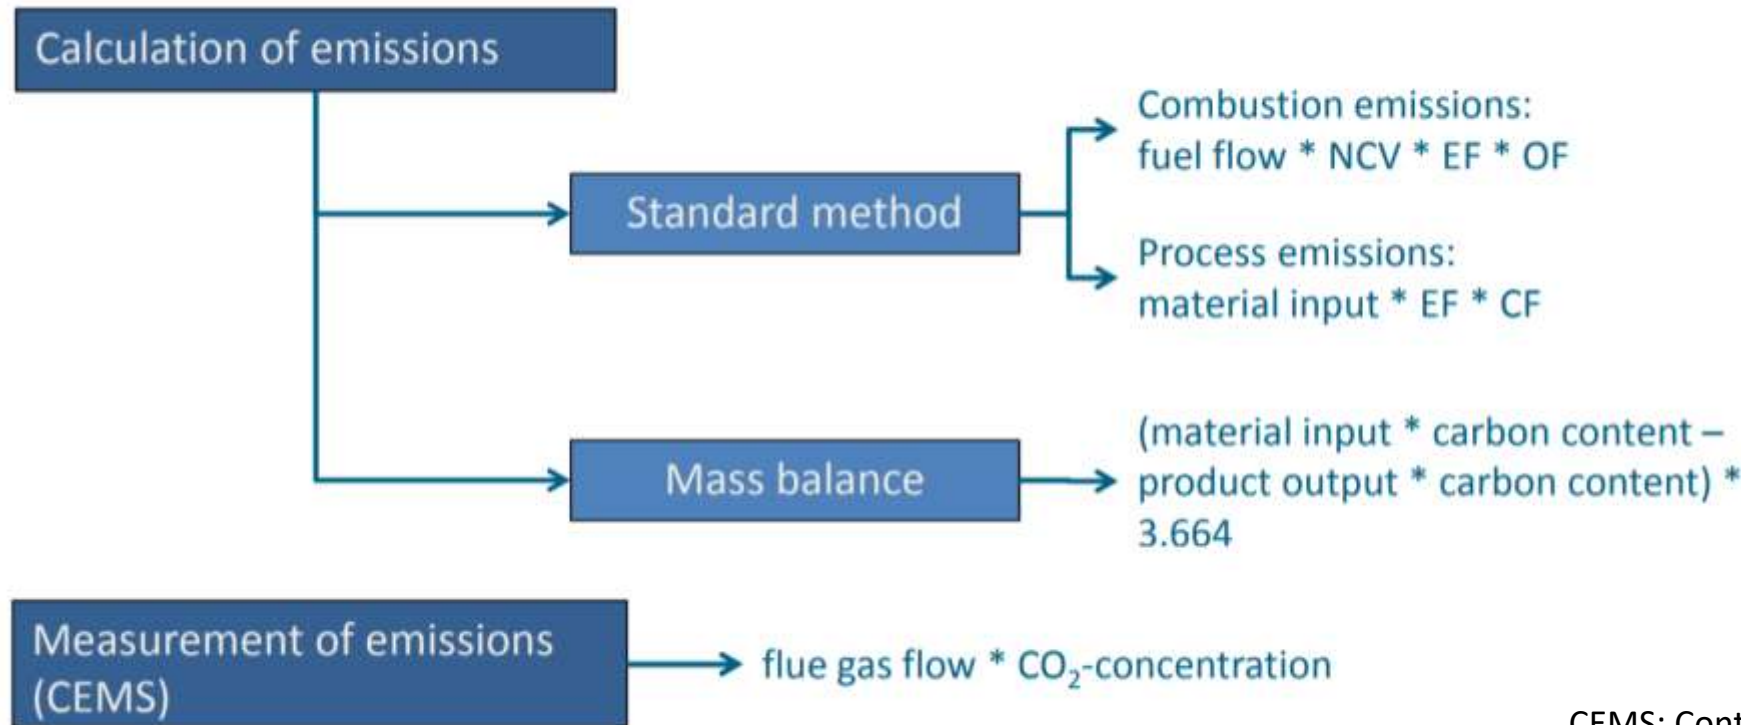 Calculation of emissions
Combustion emissions:
fuel flow * NCV * EF * OF
Standard method
Process emissions:
material input * EF * CF
(material input * carbon content –
Mass balance
product output * carbon content) *
3.664
Measurement of emissions
(CEMS)
flue gas flow * CO₂-concentration
CEMS: